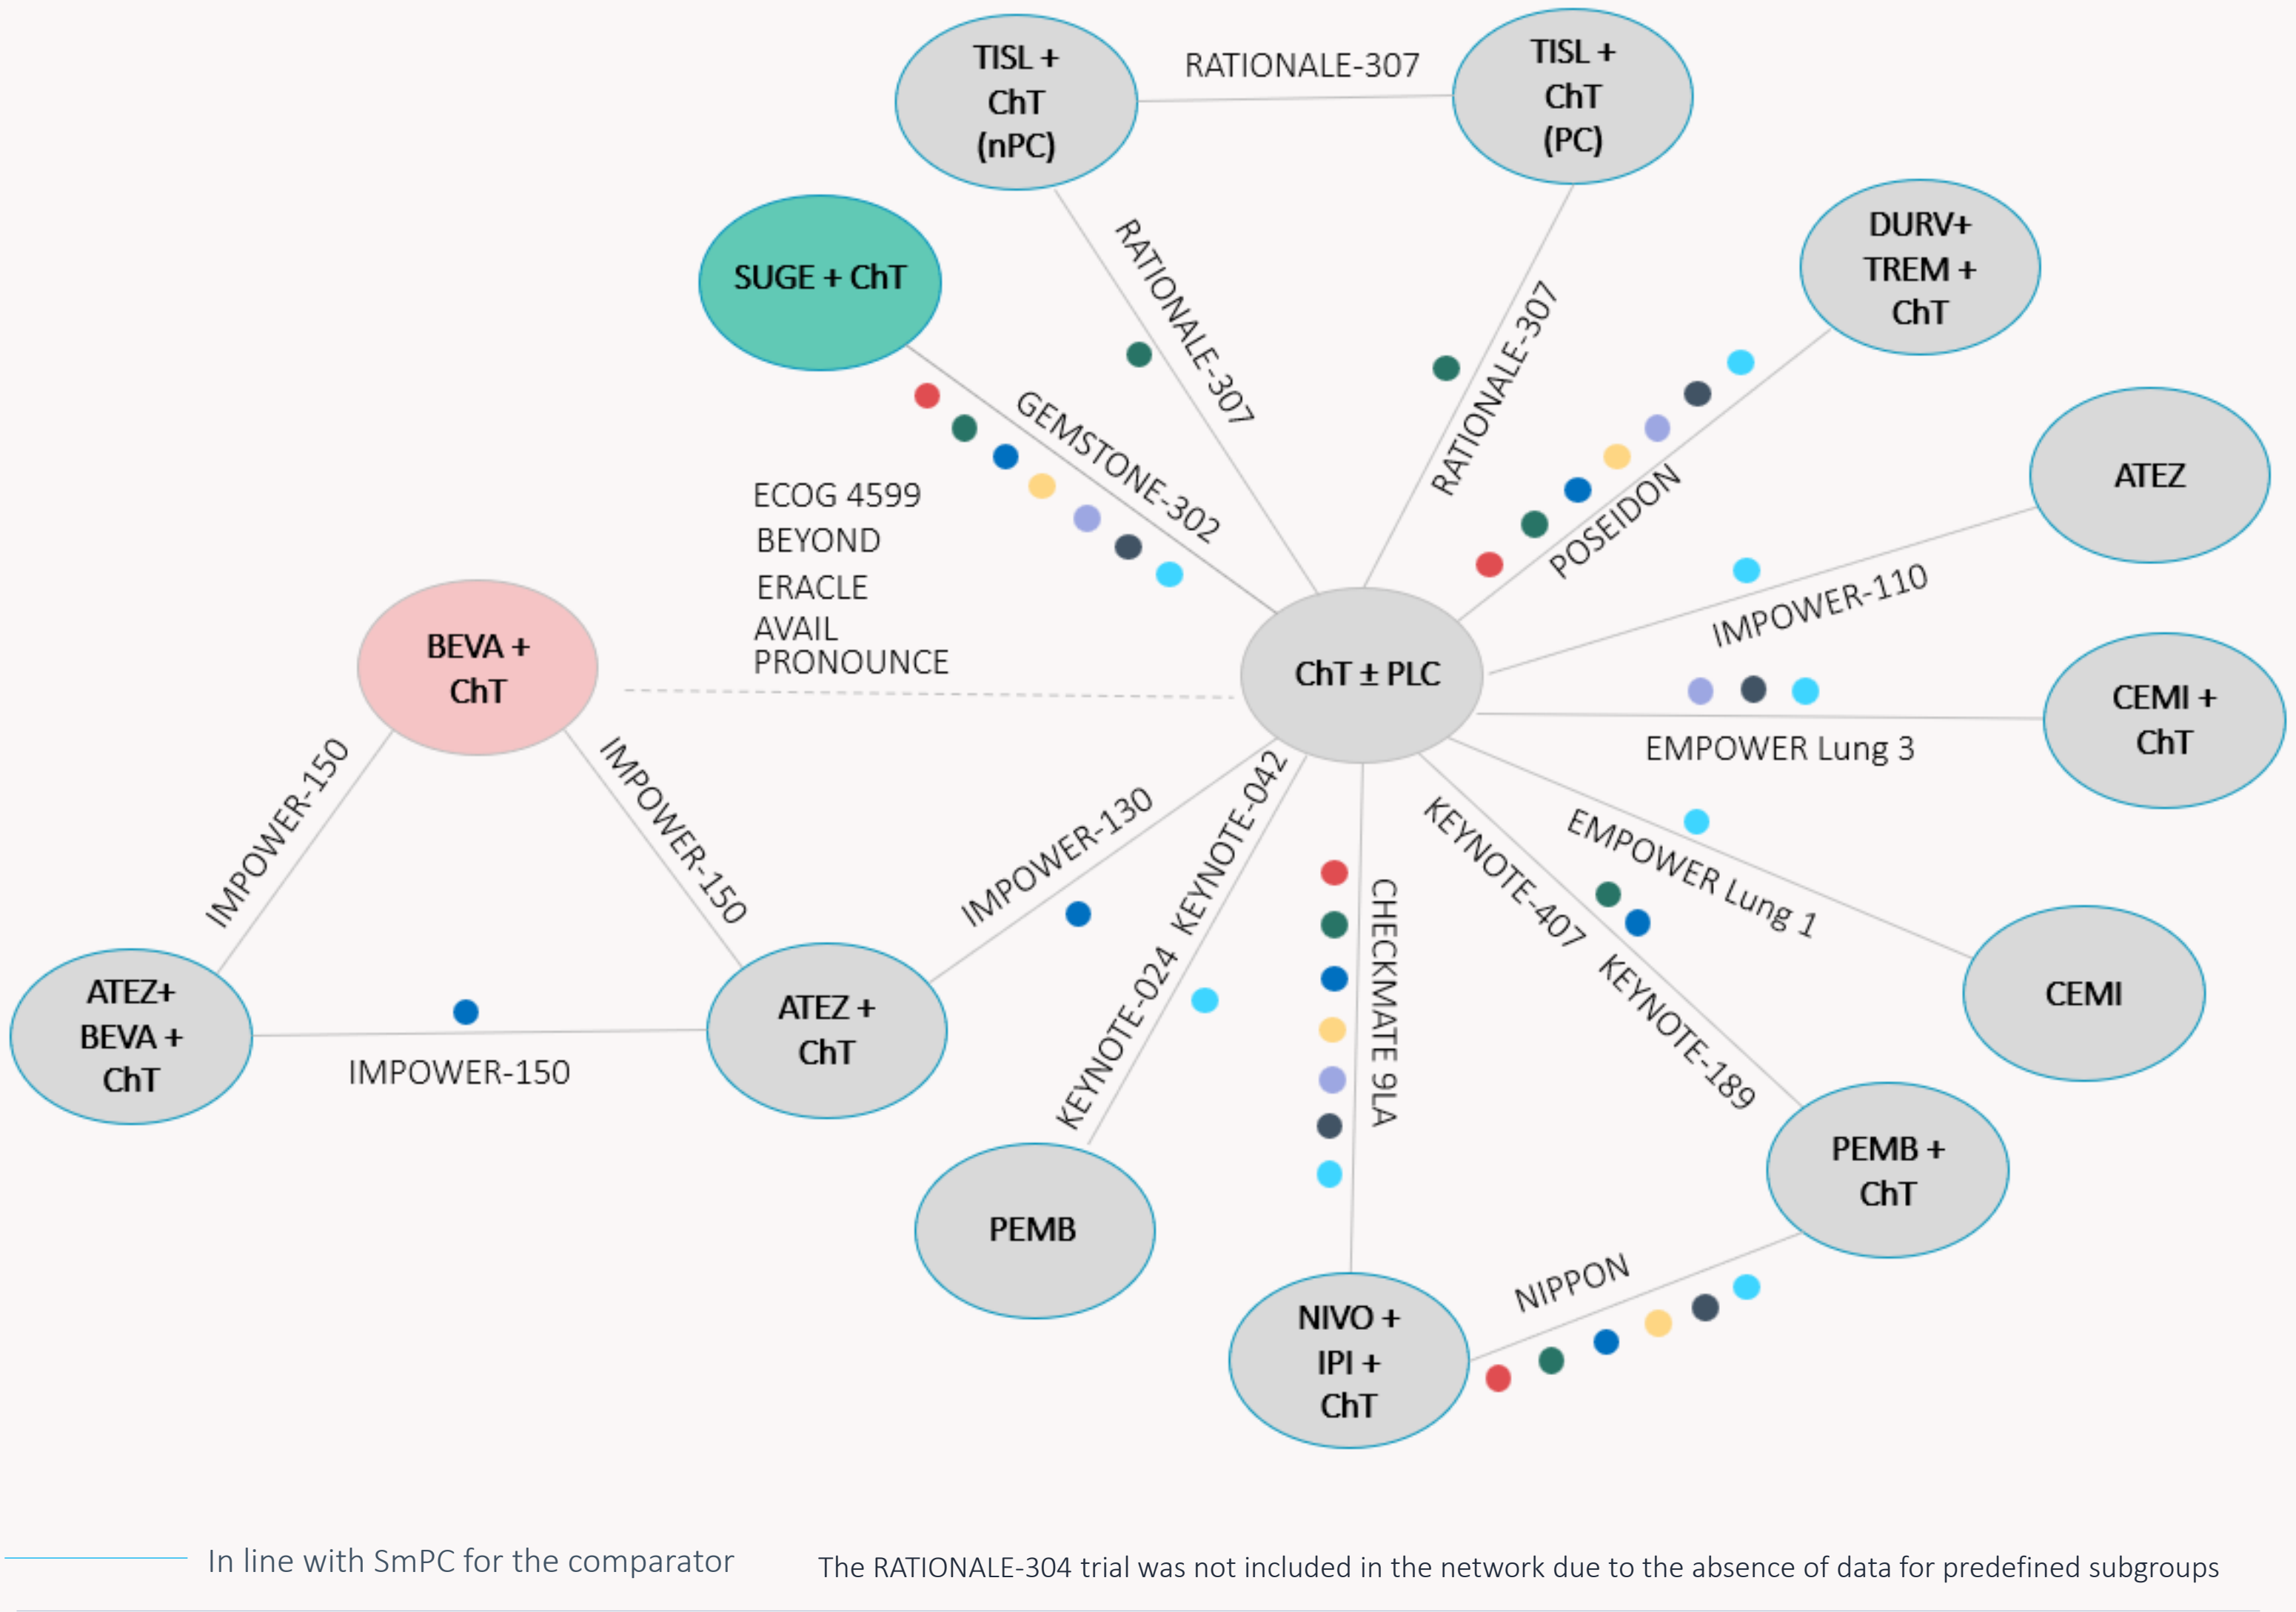 TISL +
ChT
(nPC)
RATIONALE-307
TISL +
ChT
(PC)
DURV+
TREM +
ChT
SUGE + ChT
RATIONALE-307
RATIONALE-307
GEMSTONE-302
POSEIDON
ATEZ
IMPOWER-110
ECOG 4599
BEYOND
ERACLE
AVAIL
PRONOUNCE
BEVA +
ChT
ChT ± PLC
CEMI +
ChT
EMPOWER Lung 3
IMPOWER-150
IMPOWER-150
IMPOWER-130
KEYNOTE-024 KEYNOTE-042
CHECKMATE 9LA
KEYNOTE-407 KEYNOTE-189
EMPOWER Lung 1
CEMI
ATEZ+
BEVA +
ChT
IMPOWER-150
ATEZ +
ChT
PEMB
PEMB +
ChT
NIPPON
NIVO +
IPI +
ChT
In line with SmPC for the comparator
The RATIONALE-304 trial was not included in the network due to the absence of data for predefined subgroups